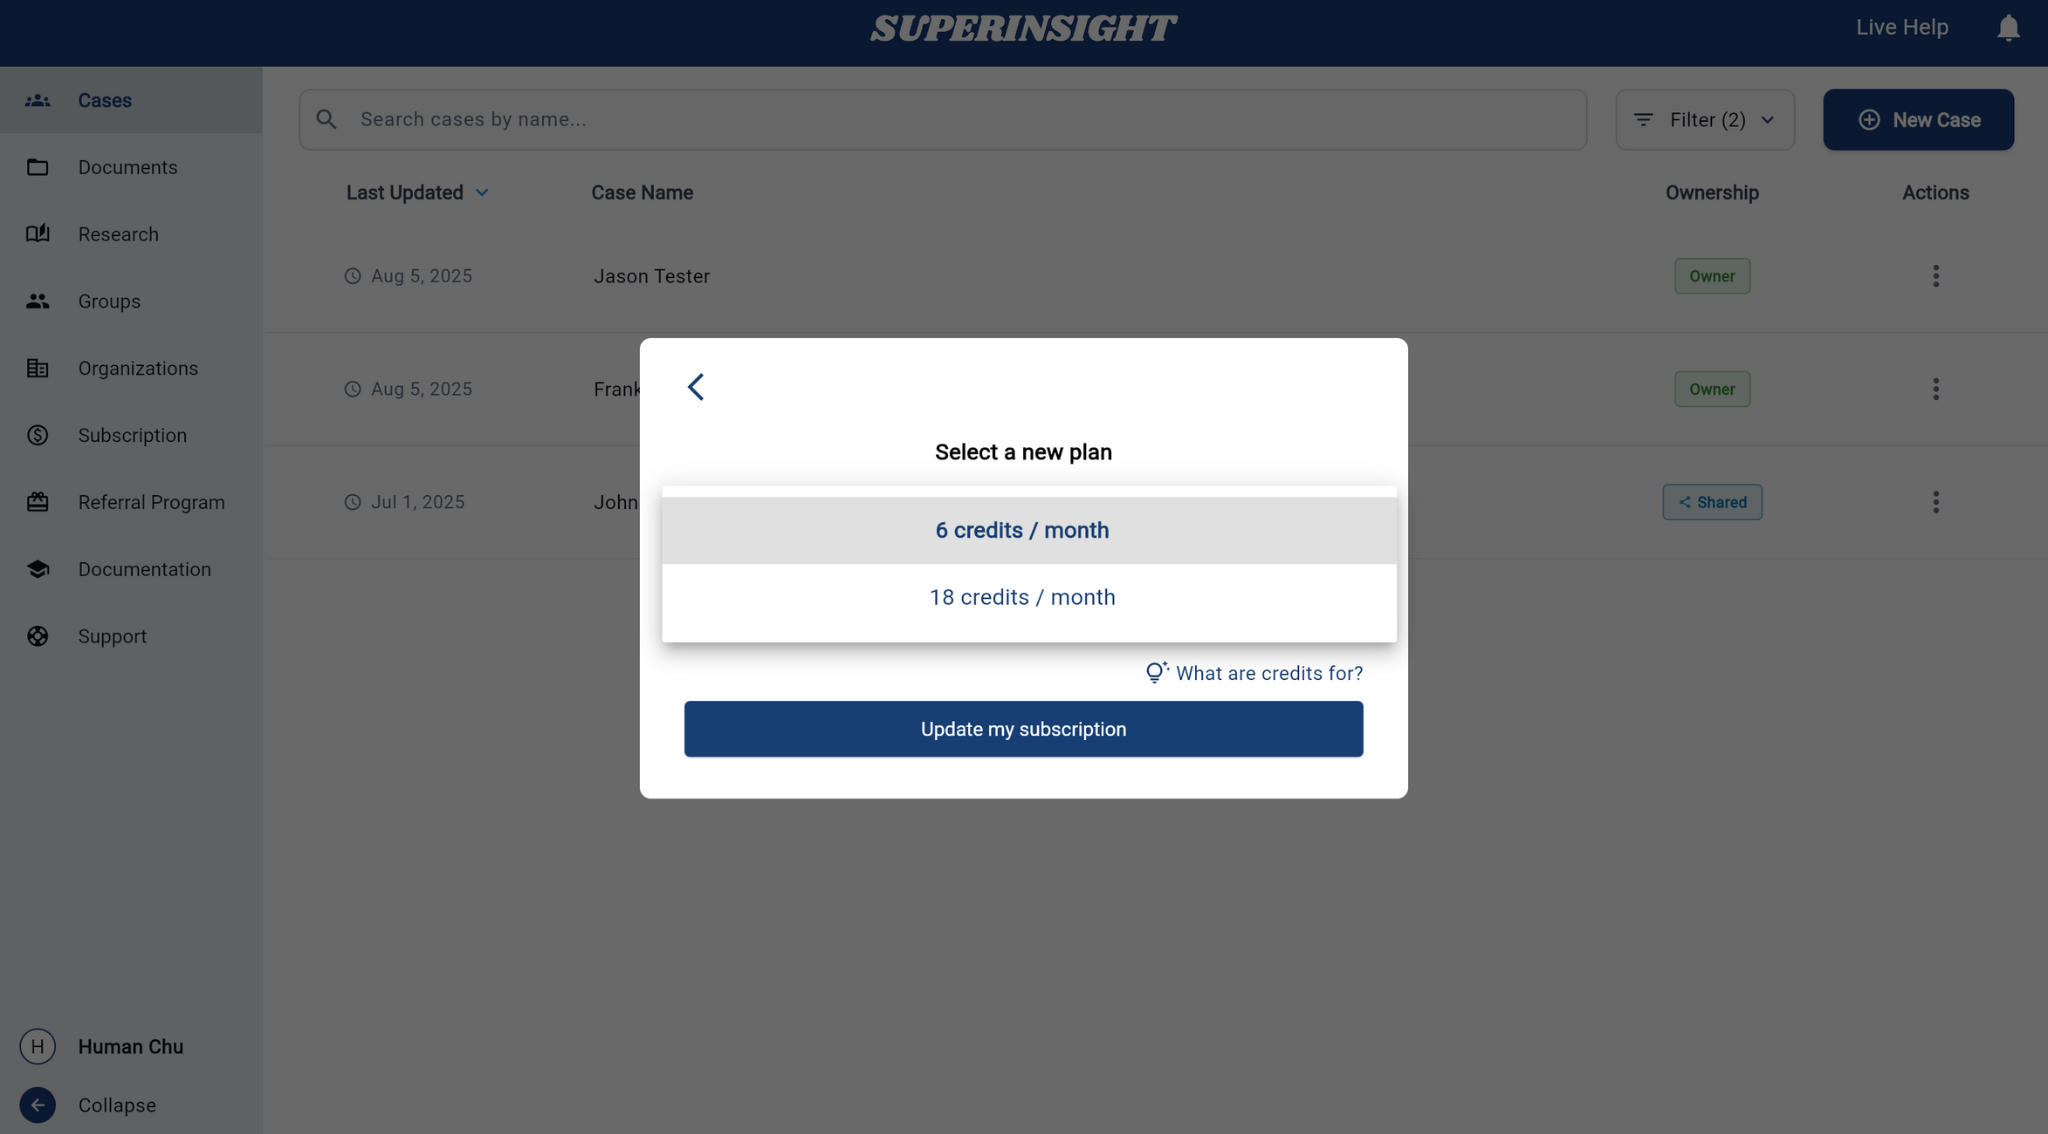 SUPERINSIGHT
Live Help
Cases
Documents
Research
Groups
Organizations
Subscription
Referral Program
Documentation
Support
Human Chu
H
Collapse
Search cases by name...
Filter (2)
New Case
Last Updated
Case Name
Ownership
Actions
Aug 5, 2025
Jason Tester
Owner
Aug 5, 2025
Frank
Owner
Jul 1, 2025
John
Shared
Select a new plan
6 credits / month
18 credits / month
What are credits for?
Update my subscription